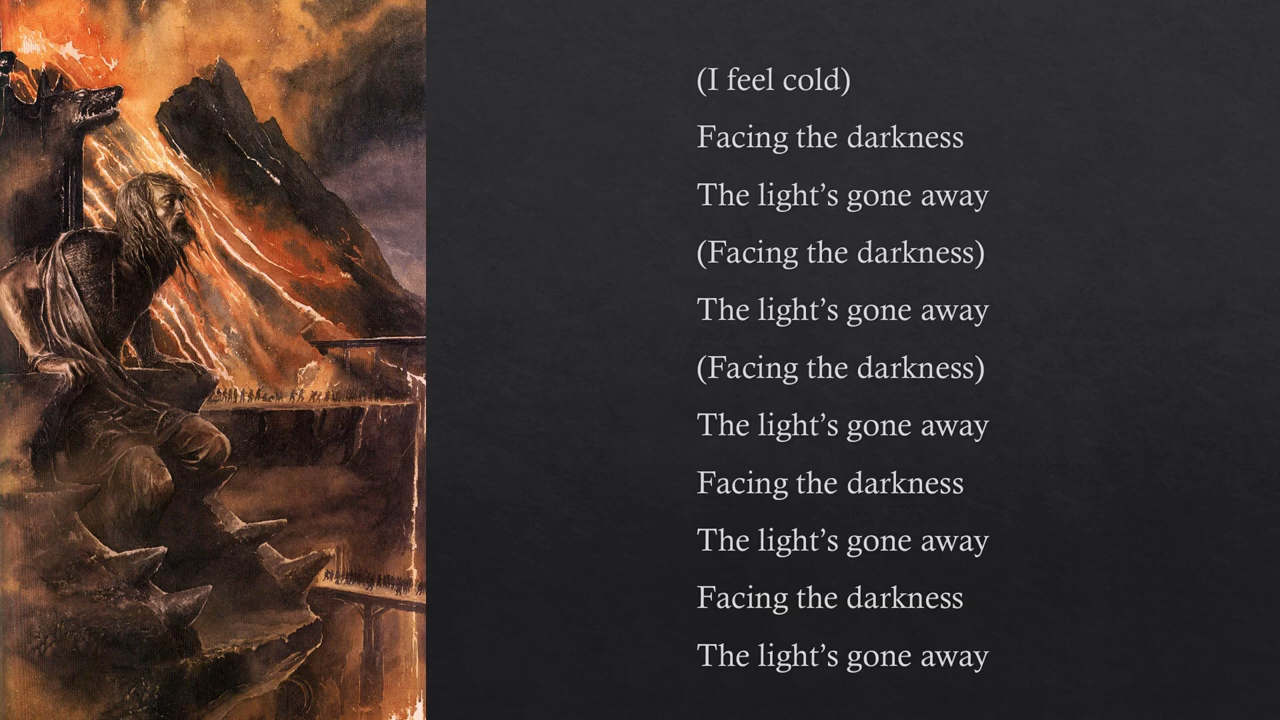 (I feel cold)
Facing the darkness
The light’s gone away
(Facing the darkness)
The light’s gone away
(Facing the darkness)
The light’s gone away
Facing the darkness
The light’s gone away
Facing the darkness
The light’s gone away